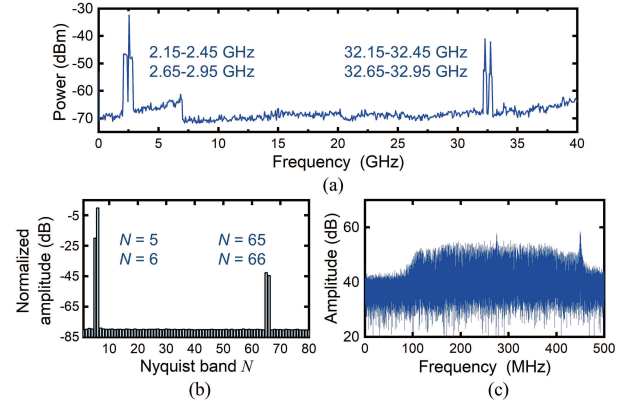 -30
-40
-50
-60
-70
Power (dBm)
2.15-2.45 GHz
2.65-2.95 GHz
32.15-32.45 GHz
32.65-32.95 GHz
0 5 10 15 20 25 30 35 40
Frequency (GHz)
(a)
-5
-25
-45
-65
-85
Normalized
amplitude (dB)
N = 5
N = 6
N = 65
N = 66
10 20 30 40 50 60 70 80
Nyquist band N
(b)
60
40
20
Amplitude (dB)
0 100 200 300 400 500
Frequency (MHz)
(c)